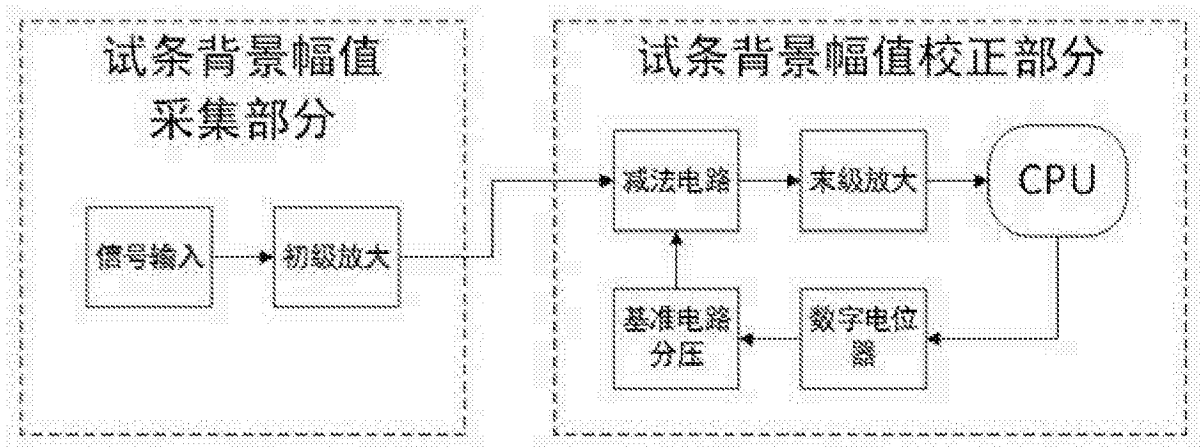 试条背景幅值
采集部分
信号输入
初级放大
试条背景幅值校正部分
减法电路
末级放大
CPU
基准电路
分压
数字电位
器